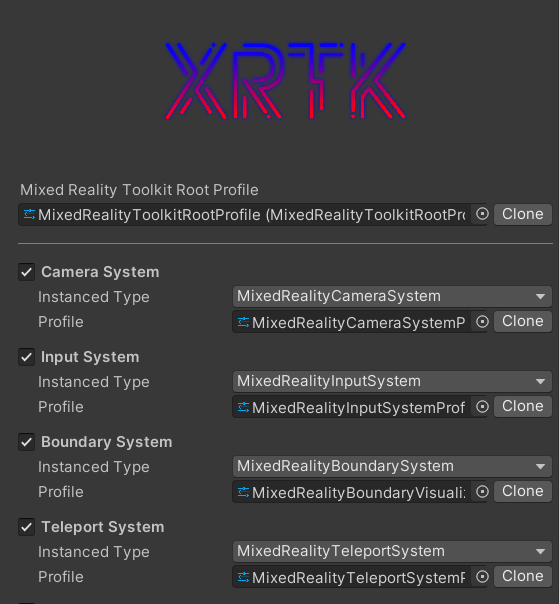 XRTK
Mixed Reality Toolkit Root Profile
MixedRealityToolkitRootProfile (MixedRealityToolkitRootPro Clone
Camera System
Instanced Type MixedRealityCameraSystem
Profile MixedRealityCameraSystemP Clone
Input System
Instanced Type MixedRealityInputSystem
Profile MixedRealityInputSystemProf Clone
Boundary System
Instanced Type MixedRealityBoundarySystem
Profile MixedRealityBoundaryVisuali Clone
Teleport System
Instanced Type MixedRealityTeleportSystem
Profile MixedRealityTeleportSystemP Clone